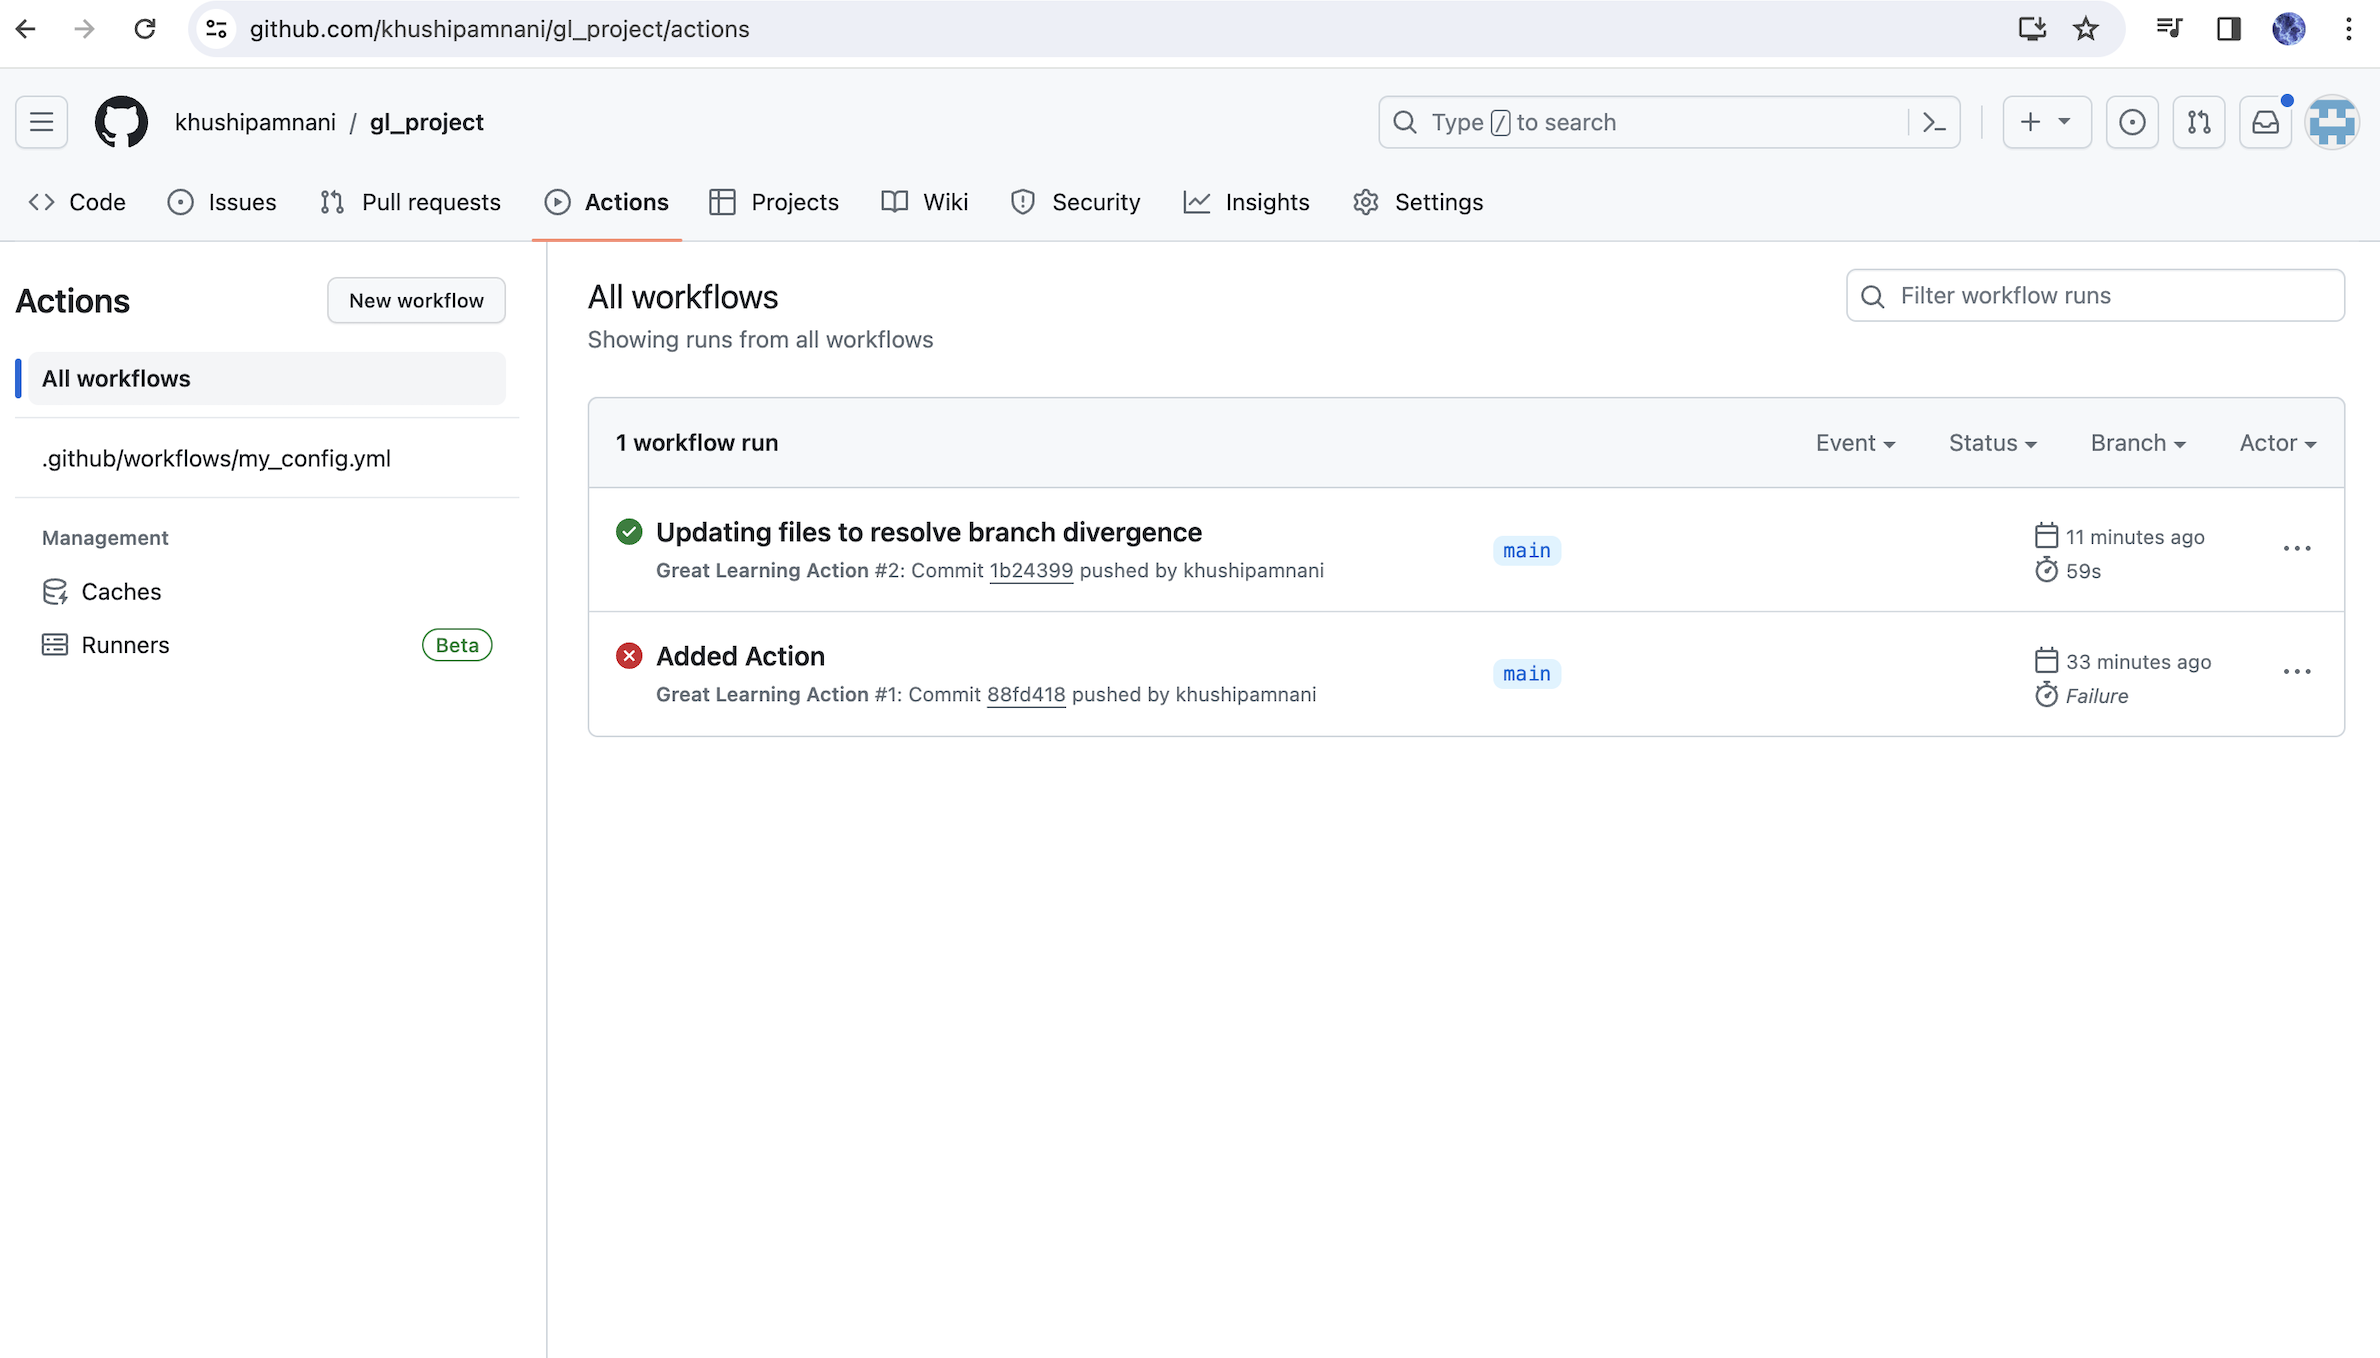 github.com/khushipamnani/gl_project/actions
khushipamnani / gl_project
Type / to search
Code Issues Pull requests Actions Projects Wiki Security Insights Settings
Actions
New workflow
All workflows
.github/workflows/my_config.yml
Management
Caches
Runners Beta
All workflows
Showing runs from all workflows
Filter workflow runs
1 workflow run
Event Status Branch Actor
Updating files to resolve branch divergence
Great Learning Action #2: Commit 1b24399 pushed by khushipamnani
main
11 minutes ago
59s
Added Action
Great Learning Action #1: Commit 88fd418 pushed by khushipamnani
main
33 minutes ago
Failure